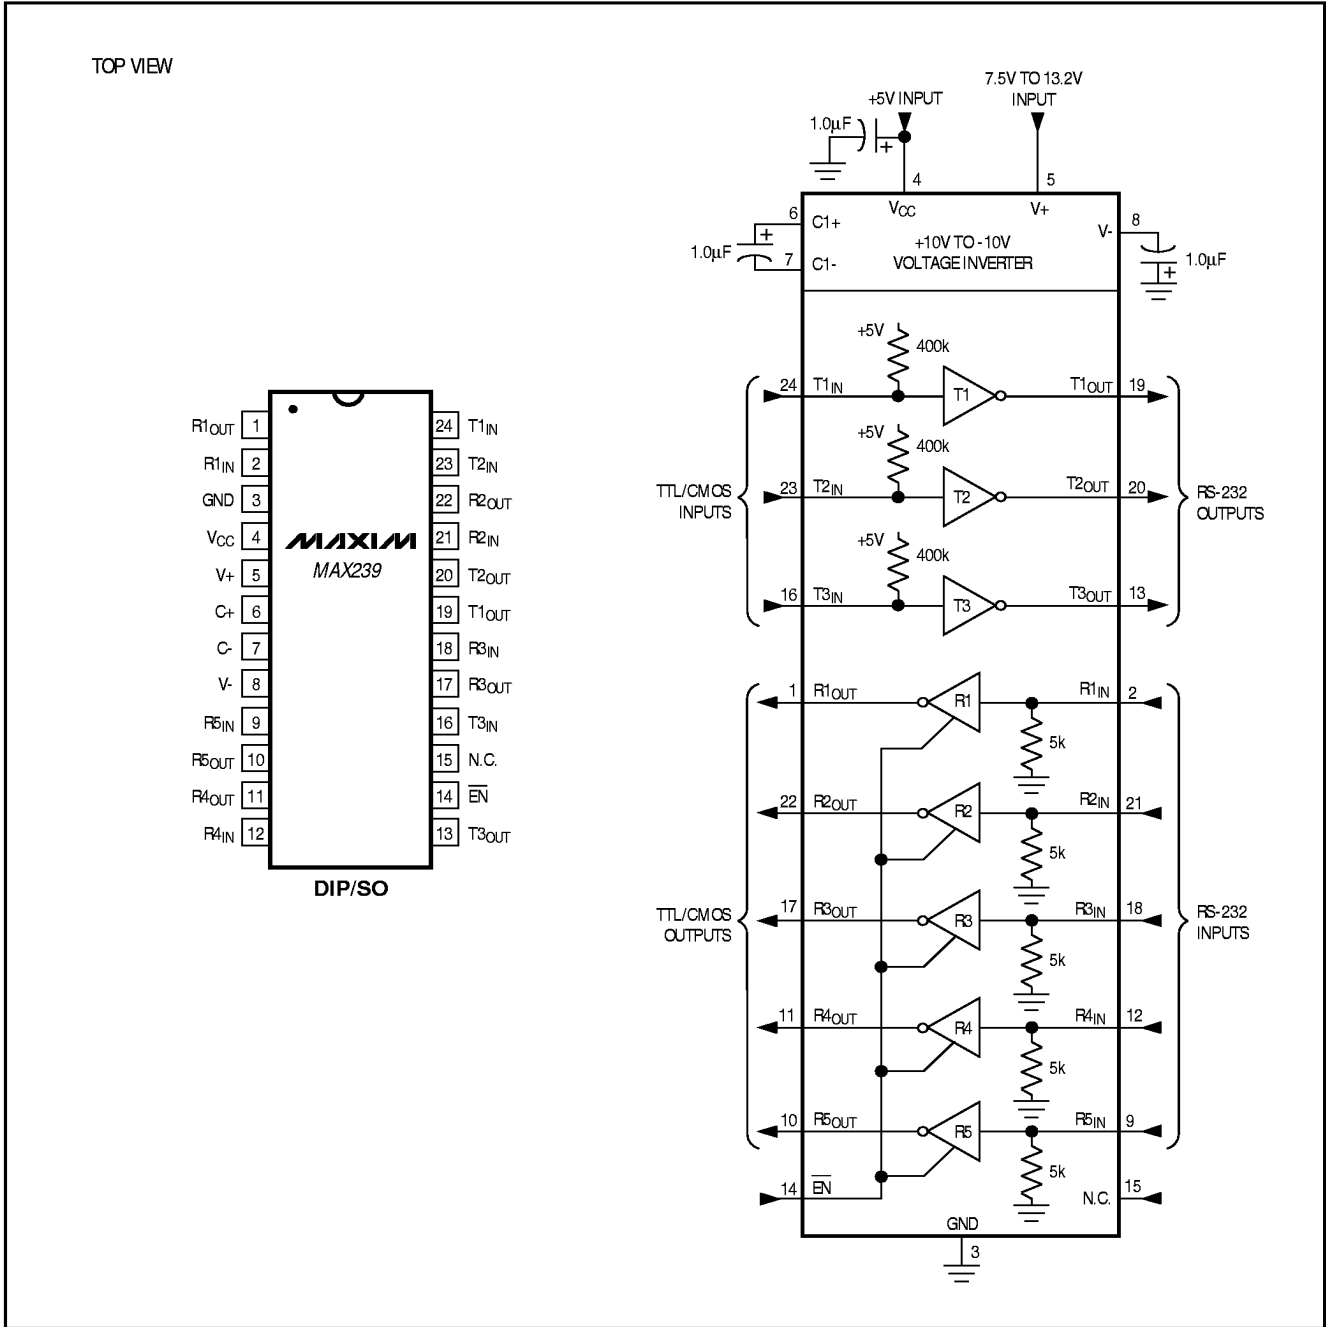 TOP VIEW
R1OUT 1
R1IN 2
GND 3
VCC 4
V+ 5
C+ 6
C- 7
V- 8
R5IN 9
R5OUT 10
R4OUT 11
R4IN 12
24 T1IN
23 T2IN
22 R2OUT
21 R2IN
20 T2OUT
19 T1OUT
18 R3IN
17 R3OUT
16 T3IN
15 N.C.
14 EN
13 T3OUT
MAXIM
MAX239
DIP/SO
7.5V TO 13.2V
INPUT
+5V INPUT
1.0µF
+
4
5
VCC
V+
6 C1+
+
1.0µF
7 C1-
+10V TO -10V
VOLTAGE INVERTER
V- 8
1.0µF
+
+5V
400k
24 T1IN
T1
T1OUT 19
+5V
400k
TTL/CMOS
INPUTS
23 T2IN
T2
T2OUT 20
RS-232
OUTPUTS
+5V
400k
16 T3IN
T3
T3OUT 13
1 R1OUT
R1
R1IN 2
5k
22 R2OUT
R2
R2IN 21
5k
TTL/CMOS
OUTPUTS
17 R3OUT
R3
R3IN 18
RS-232
INPUTS
5k
11 R4OUT
R4
R4IN 12
5k
10 R5OUT
R5
R5IN 9
5k
14 EN
N.C. 15
GND
3